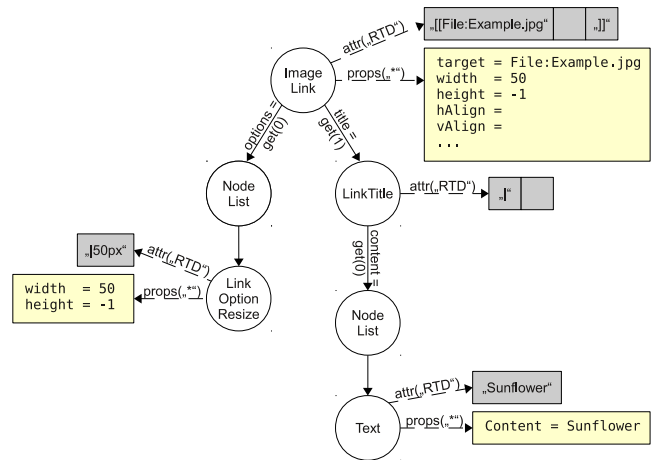 „[[File:Example.jpg“ „]]“
attr(„RTD“)
Image
Link
props(„*“)
target = File:Example.jpg
width  = 50
height = -1
hAlign =
vAlign =
...
options =
get(0)
title =
get(1)
Node
List
LinkTitle
attr(„RTD“)
„|“
„|50px“
attr(„RTD“)
content =
get(0)
width  = 50
height = -1
props(„*“)
Link
Option
Resize
Node
List
attr(„RTD“)
„Sunflower“
Text
props(„*“)
Content = Sunflower